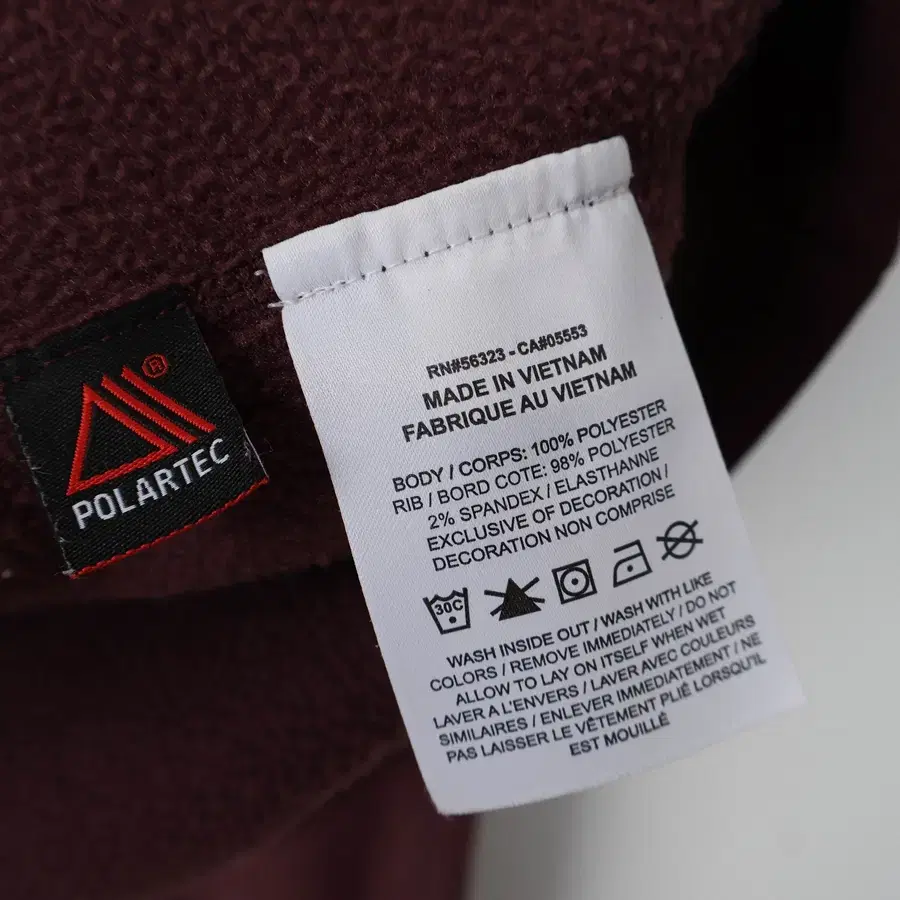 ®
POLARTEC
RN#56323 - CA#05553
MADE IN VIETNAM
FABRIQUE AU VIETNAM
BODY / CORPS: 100% POLYESTER
RIB / BORD COTE: 98% POLYESTER
2% SPANDEX / ELASTHANNE
EXCLUSIVE OF DECORATION /
DECORATION NON COMPRISE
30C
WASH INSIDE OUT / WASH WITH LIKE
COLORS / REMOVE IMMEDIATELY / DO NOT
ALLOW TO LAY ON ITSELF WHEN WET
LAVER A L'ENVERS / LAVER AVEC COULEURS
SIMILAIRES / ENLEVER IMMEDIATEMENT / NE
PAS LAISSER LE VÊTEMENT PLIÉ LORSQU'IL
EST MOUILLÉ